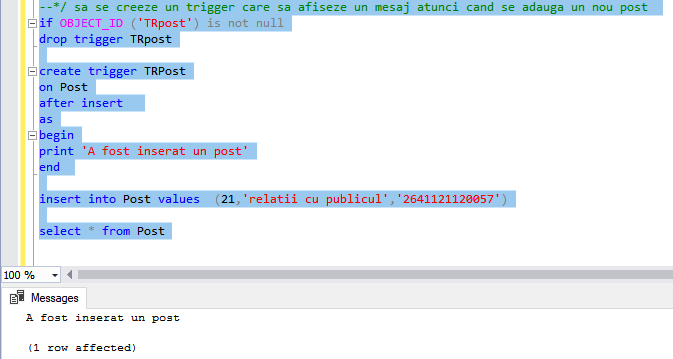 --*/ sa se creeze un trigger care sa afiseze un mesaj atunci cand se adauga un nou post
if OBJECT_ID ('TRpost') is not null
drop trigger TRpost
create trigger TRPost
on Post
after insert
as
begin
print 'A fost inserat un post'
end
insert into Post values (21,'relatii cu publicul','2641121120057')
select * from Post
100 %
Messages
A fost inserat un post
(1 row affected)